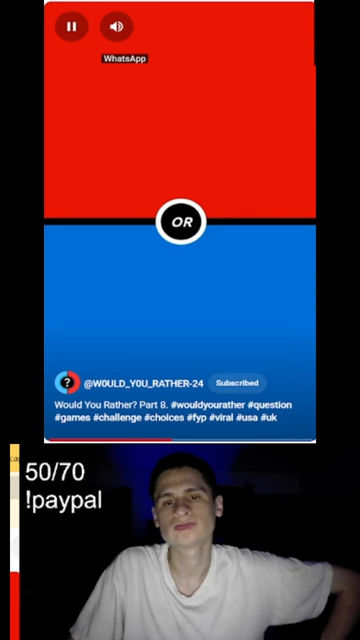 WhatsApp
OR
?
@W0ULD_Y0U_RATHER-24 Subscribed
Would You Rather? Part 8. #wouldyourather #question
#games #challenge #choices #fyp #viral #usa #uk
50/70
!paypal